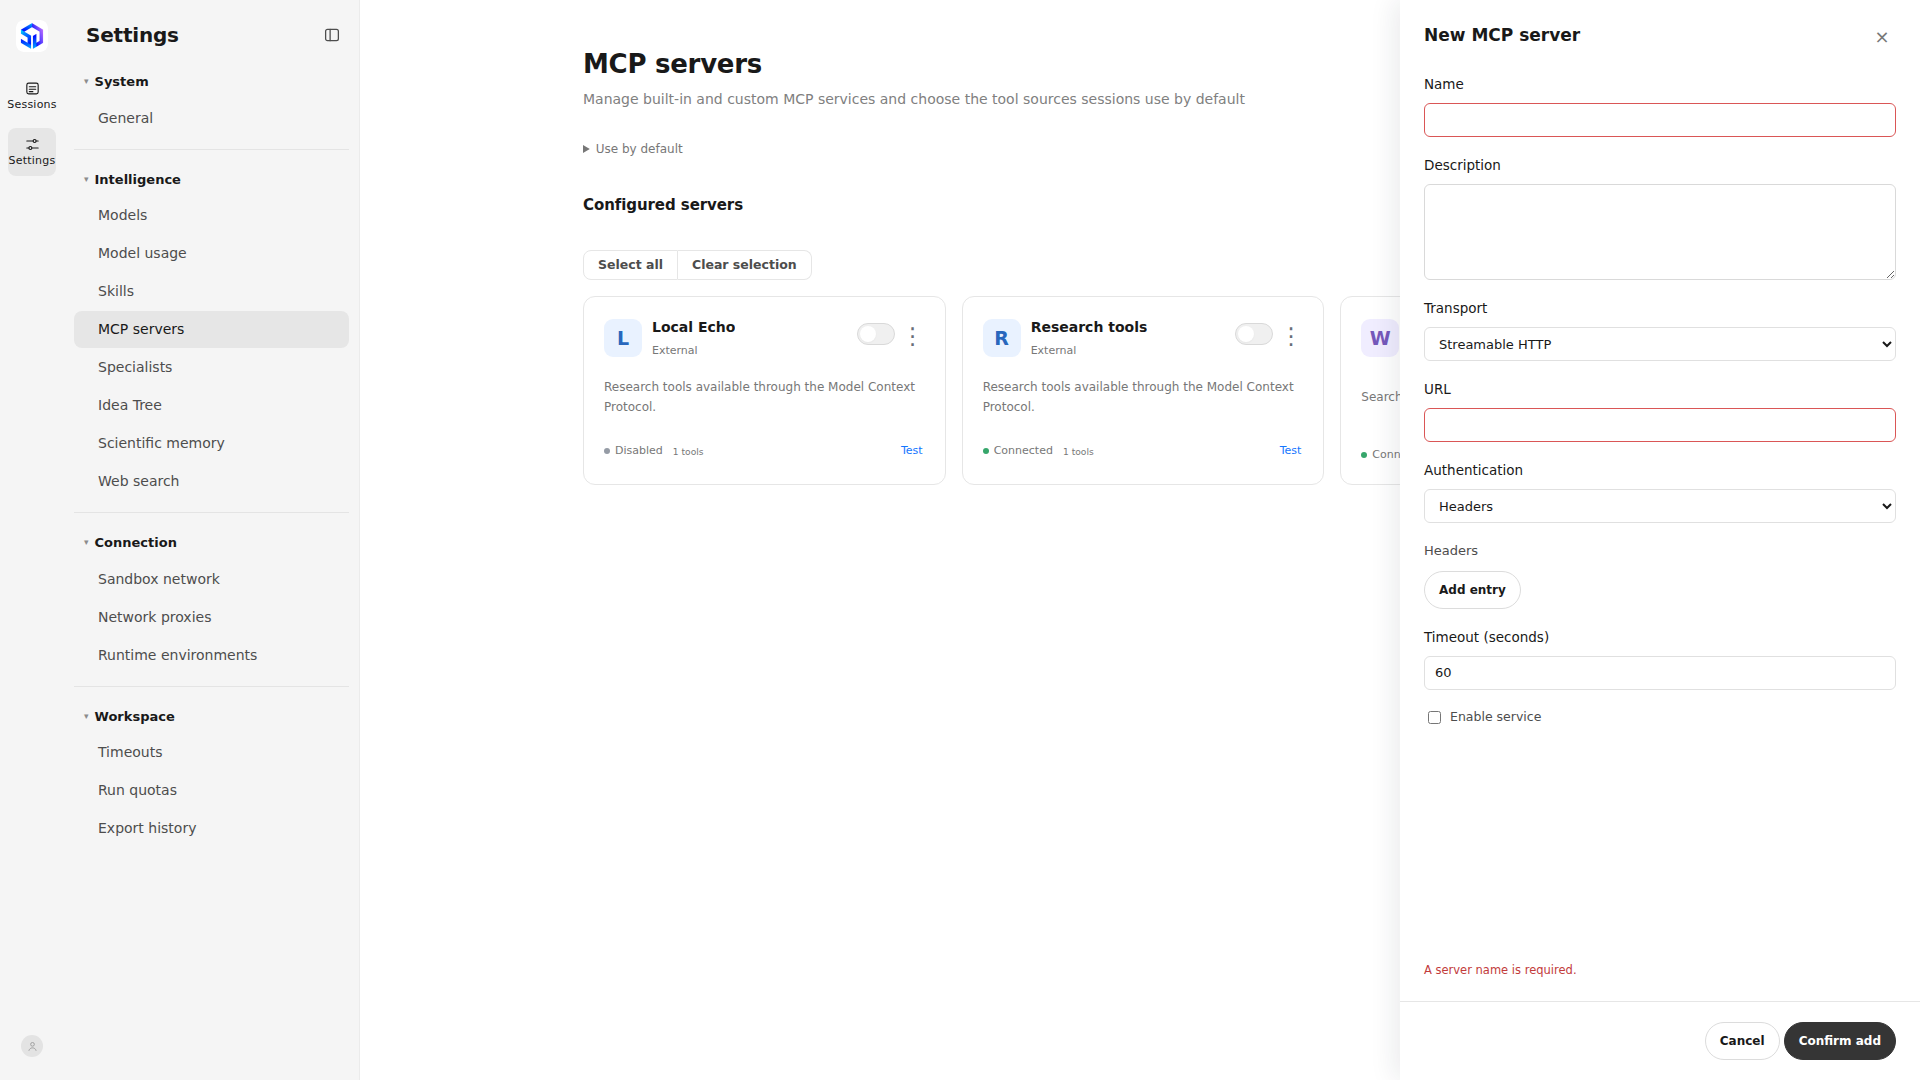 Sessions
Settings
Settings
System
General
Intelligence
Models
Model usage
Skills
MCP servers
Specialists
Idea Tree
Scientific memory
Web search
Connection
Sandbox network
Network proxies
Runtime environments
Workspace
Timeouts
Run quotas
Export history
MCP servers
Manage built-in and custom MCP services and choose the tool sources sessions use by default
Use by default
Configured servers
Select all
Clear selection
L
Local Echo
External
Research tools available through the Model Context
Protocol.
Disabled
1 tools
Test
R
Research tools
External
Research tools available through the Model Context
Protocol.
Connected
1 tools
Test
W
Search
Conn
New MCP server
Name
Description
Transport
Streamable HTTP
URL
Authentication
Headers
Headers
Add entry
Timeout (seconds)
60
Enable service
A server name is required.
Cancel
Confirm add